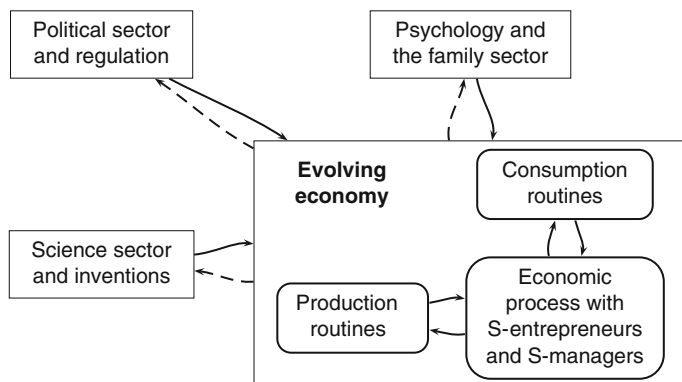 Political sector
and regulation
Psychology and
the family sector
Evolving
economy
Consumption
routines
Science sector
and inventions
Production
routines
Economic
process with
S-entrepreneurs
and S-managers